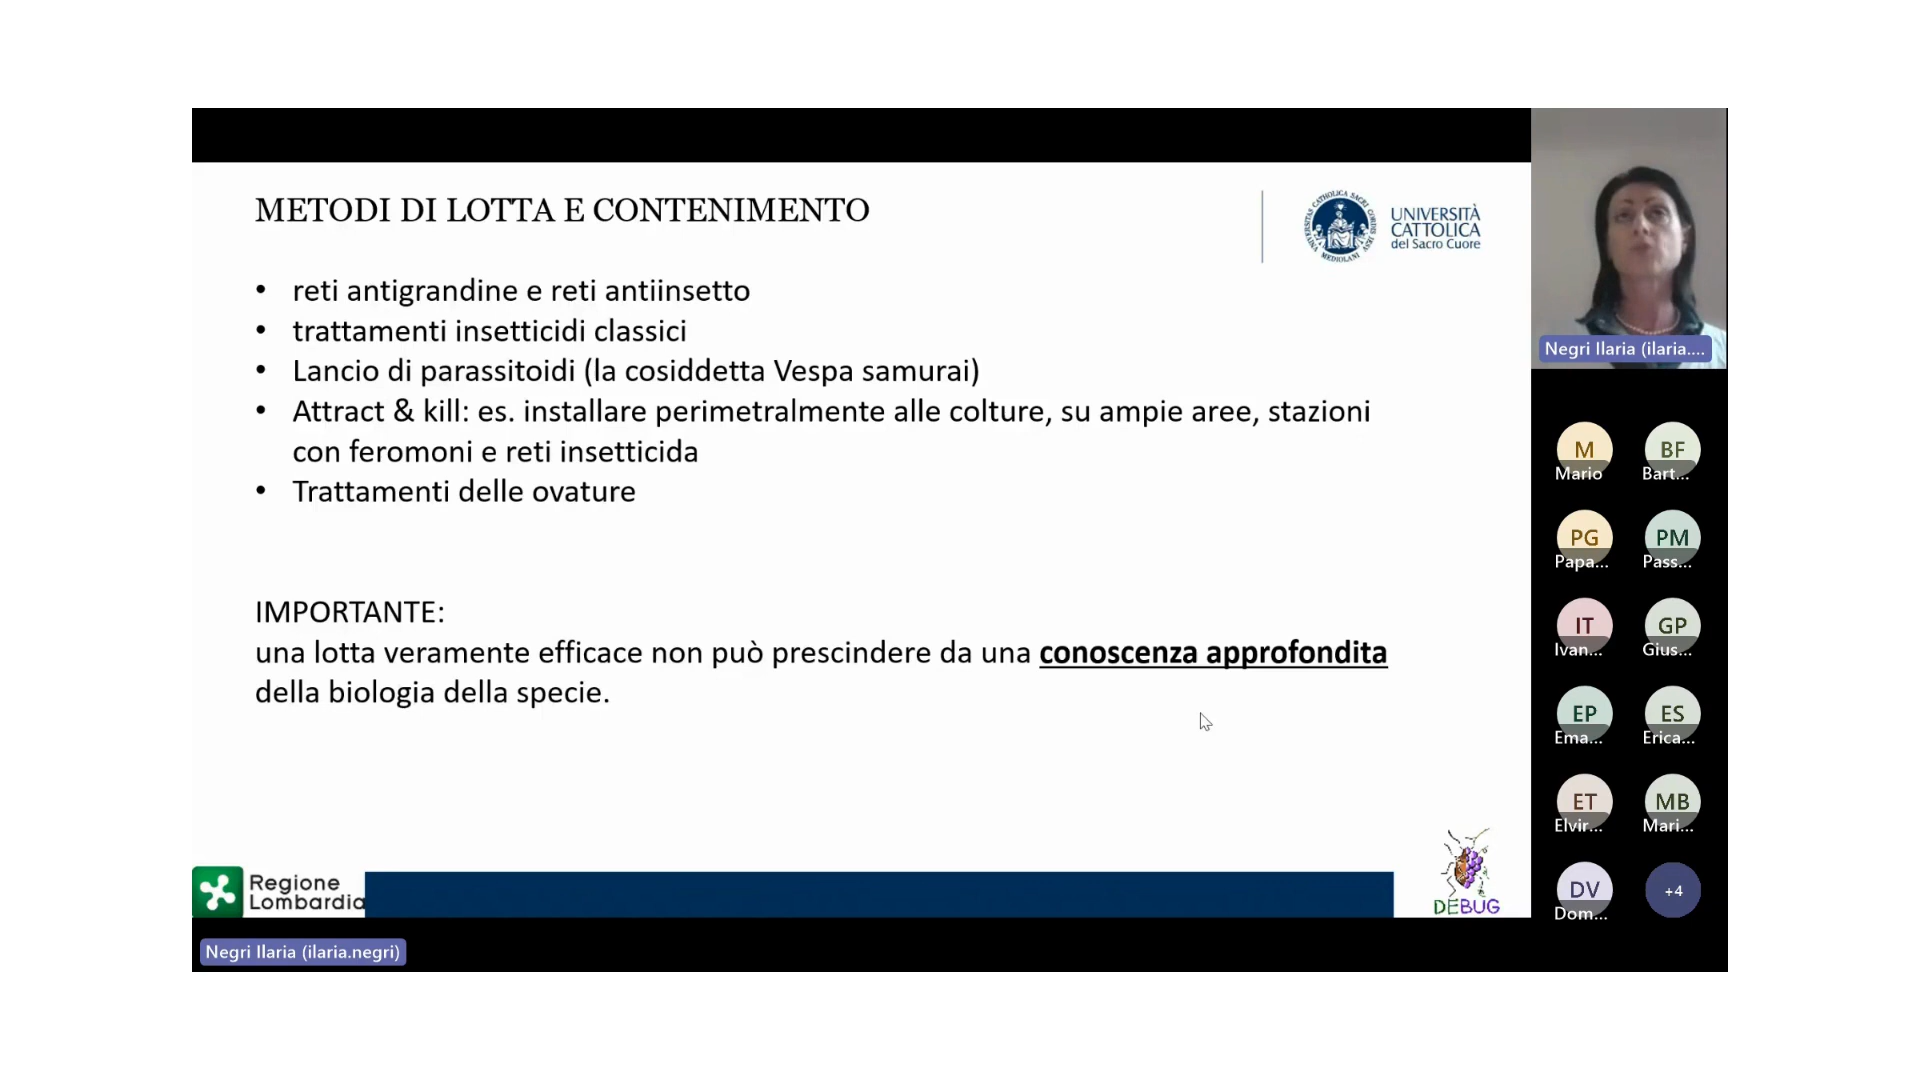 METODI DI LOTTA E CONTENIMENTO
UNIVERSITÀ
CATTOLICA
del Sacro Cuore
• reti antigrandine e reti antiinsetto
• trattamenti insetticidi classici
• Lancio di parassitoidi (la cosiddetta Vespa samurai)
• Attract & kill: es. installare perimetralmente alle colture, su ampie aree, stazioni
con feromoni e reti insetticida
• Trattamenti delle ovature
IMPORTANTE:
una lotta veramente efficace non può prescindere da una conoscenza approfondita
della biologia della specie.
Regione
Lombardia
DEBUG
Negri Ilaria (ilaria.negri)
Negri Ilaria (ilaria....
M BF
Mario Bart...
PG PM
Papa... Pass...
IT GP
Ivan... Gius...
EP ES
Ema... Erica...
ET MB
Elvir... Mari...
DV +4
Dom...